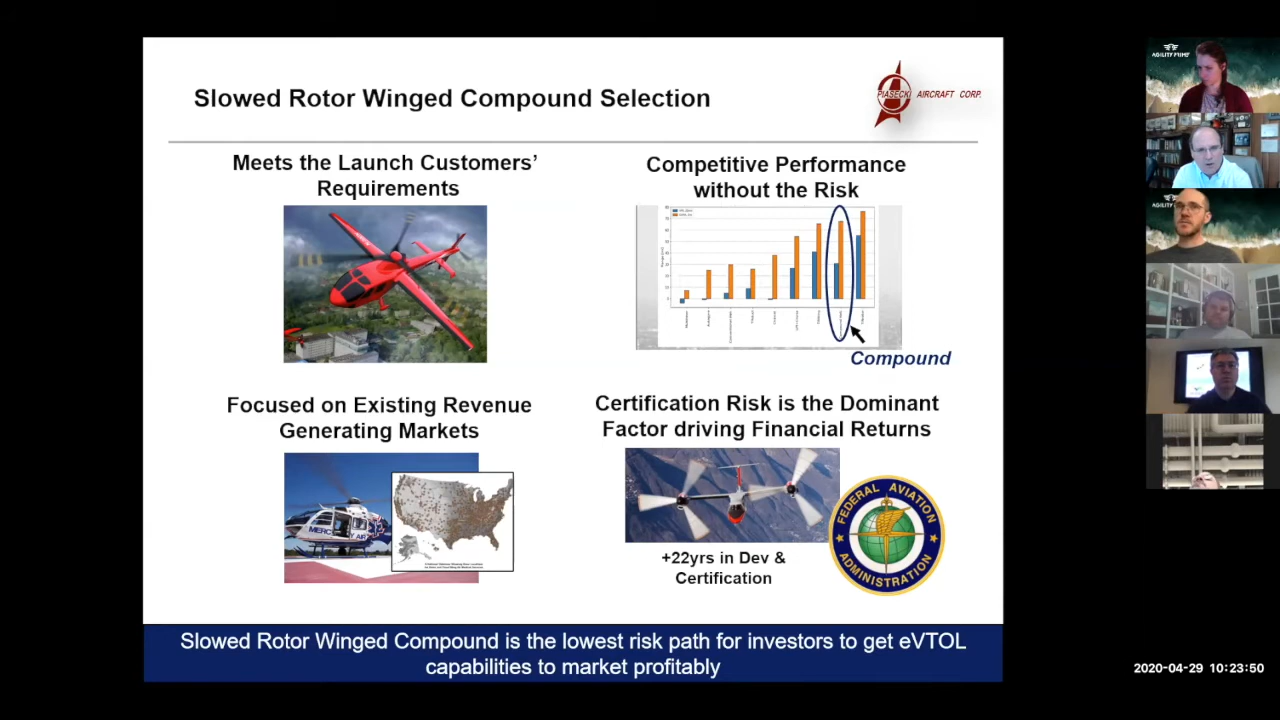 Slowed Rotor Winged Compound Selection
PIASECKI AIRCRAFT CORP.
Meets the Launch Customers’
Requirements
Competitive Performance
without the Risk
Compound
Focused on Existing Revenue
Generating Markets
Certification Risk is the Dominant
Factor driving Financial Returns
+22yrs in Dev &
Certification
FEDERAL AVIATION
ADMINISTRATION
Slowed Rotor Winged Compound is the lowest risk path for investors to get eVTOL
capabilities to market profitably
AGILITY PRIME
2020-04-29 10:23:50